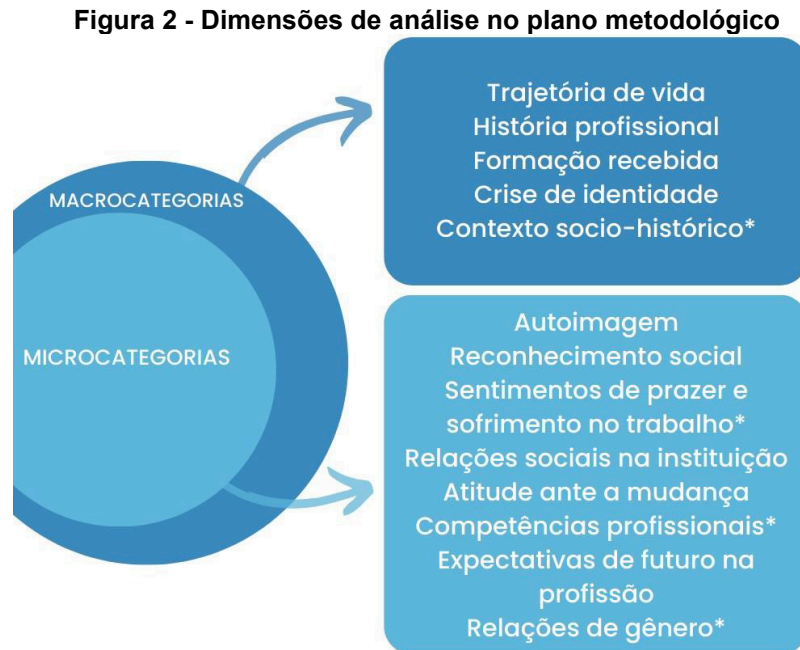 Figura 2 - Dimensões de análise no plano metodológico
MACROCATEGORIAS
MICROCATEGORIAS
Trajetória de vida
História profissional
Formação recebida
Crise de identidade
Contexto socio-histórico*
Autoimagem
Reconhecimento social
Sentimentos de prazer e
sofrimento no trabalho*
Relações sociais na instituição
Atitude ante a mudança
Competências profissionais*
Expectativas de futuro na
profissão
Relações de gênero*